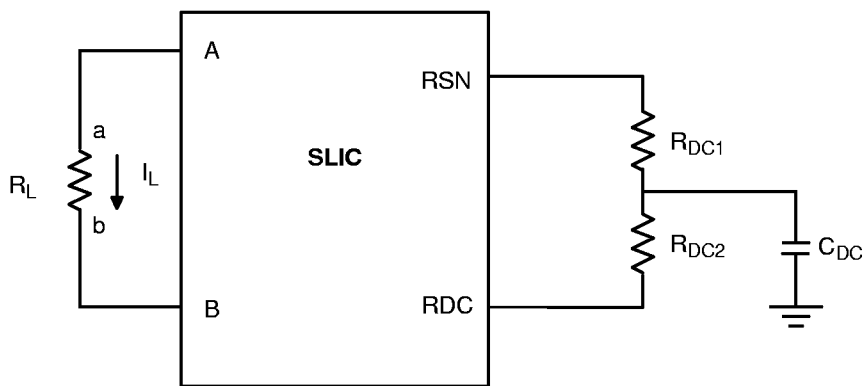 A
RSN
a
R_DC1
SLIC
R_L
I_L
b
R_DC2
C_DC
B
RDC